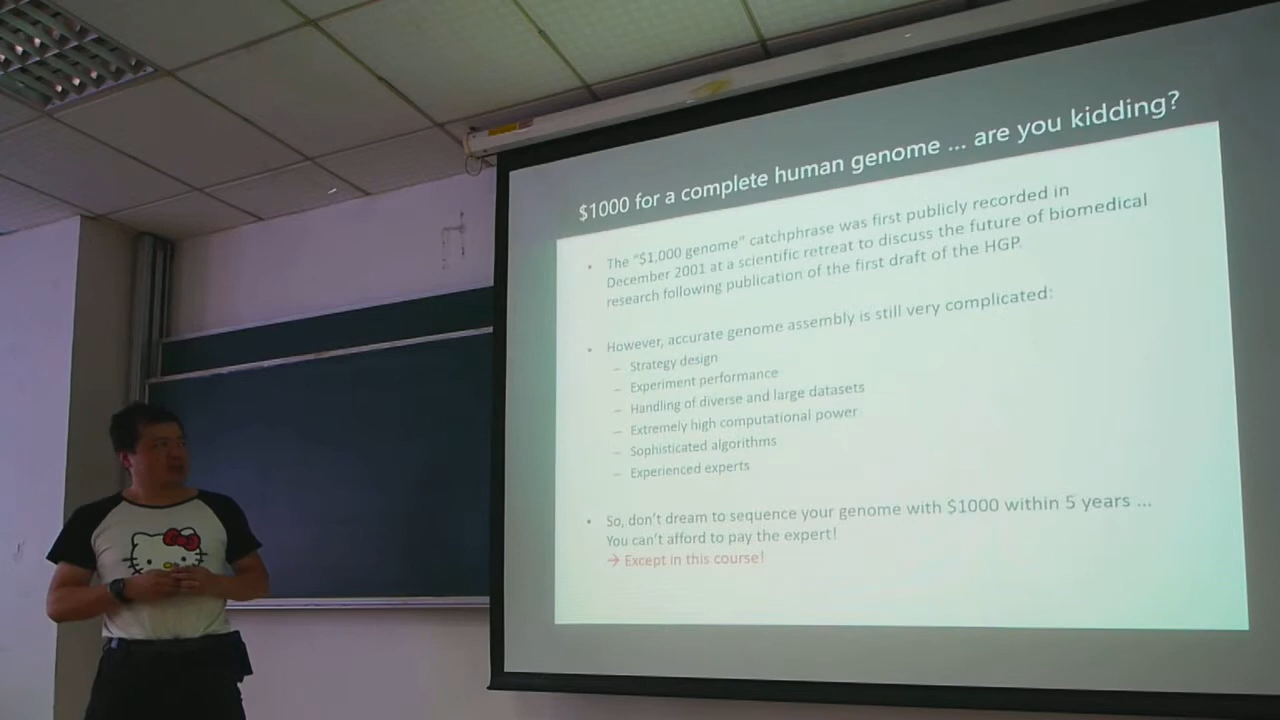 $1000 for a complete human genome ... are you kidding?
• The “$1,000 genome” catchphrase was first publicly recorded in
December 2001 at a scientific retreat to discuss the future of biomedical
research following publication of the first draft of the HGP.
• However, accurate genome assembly is still very complicated:
– Strategy design
– Experiment performance
– Handling of diverse and large datasets
– Extremely high computational power
– Sophisticated algorithms
– Experienced experts
• So, don’t dream to sequence your genome with $1000 within 5 years ...
You can’t afford to pay the expert!
→ Except in this course!